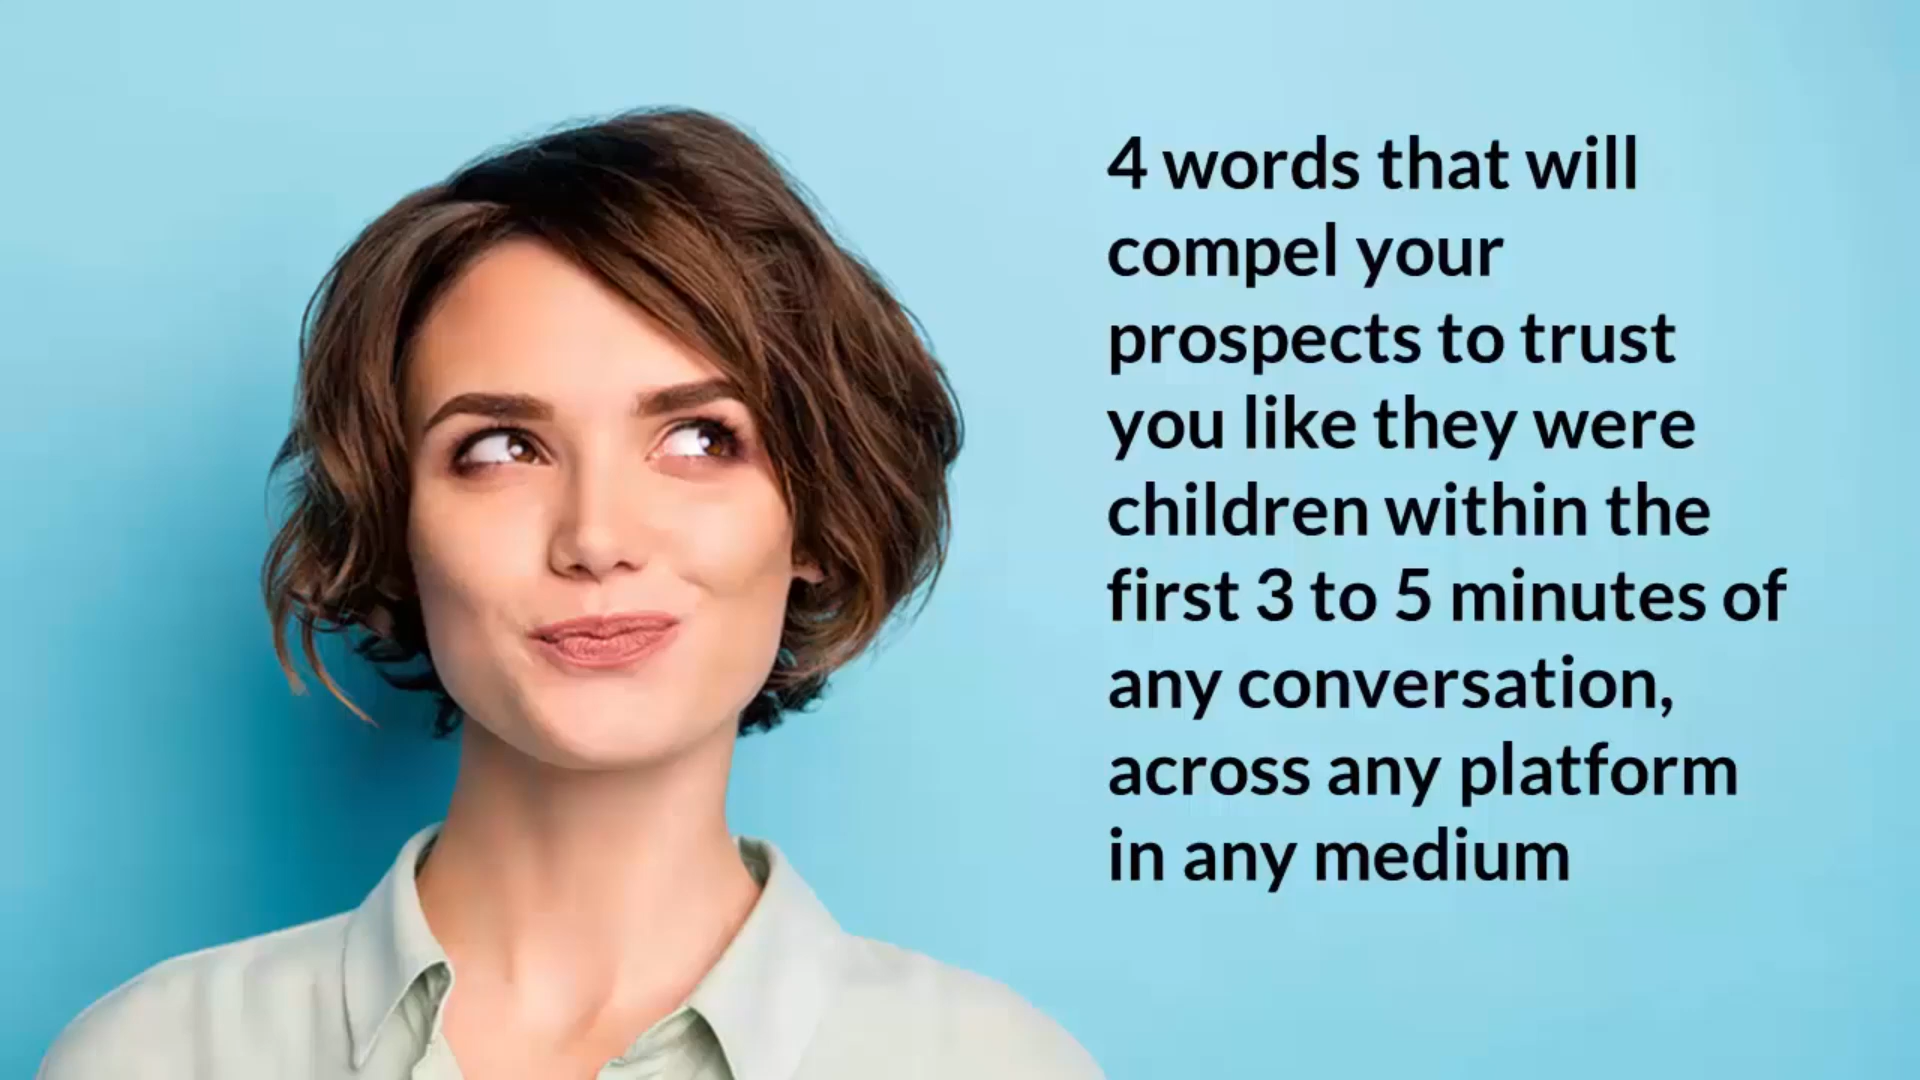 4 words that will
compel your
prospects to trust
you like they were
children within the
first 3 to 5 minutes of
any conversation,
across any platform
in any medium